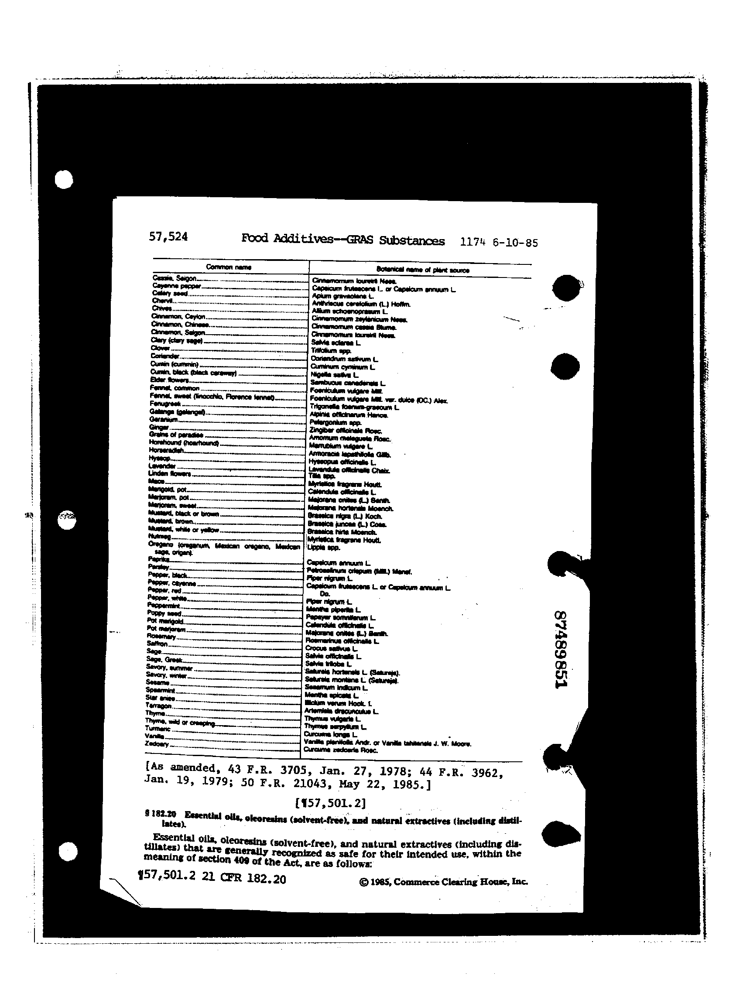 57,524 Food Additives--GRAS Substances 1174 6-10-85
Common name Botanical name of plant source
Cassia, Saigon Cinnamomum loureirii Nees.
Cayenne pepper Capsicum frutescens L. or Capsicum annuum L.
Celery seed Apium graveolens L.
Chervil Anthriscus cerefolium (L.) Hoffm.
Chives Allium schoenoprasum L.
Cinnamon, Ceylon Cinnamomum zeylanicum Nees.
Cinnamon, Chinese Cinnamomum cassia Blume.
Cinnamon, Saigon Cinnamomum loureirii Nees.
Clary (clary sage) Salvia sclarea L.
Clover Trifolium spp.
Coriander Coriandrum sativum L.
Cumin (cummin) Cuminum cyminum L.
Cumin, black (black caraway) Nigella sativa L.
Elder flowers Sambucus canadensis L.
Fennel, common Foeniculum vulgare Mill.
Fennel, sweet (finocchio, Florence fennel) Foeniculum vulgare Mill. var. dulce (DC.) Alex.
Fenugreek Trigonella foenum-graecum L.
Galanga (galangal) Alpinia officinarum Hance.
Geranium Pelargonium spp.
Ginger Zingiber officinale Rosc.
Grains of paradise Amomum melegueta Rosc.
Horehound (hoarhound) Marrubium vulgare L.
Horseradish Armoracia lapathifolia Gilib.
Hyssop Hyssopus officinalis L.
Lavender Lavandula officinalis Chaix.
Linden flowers Tilia spp.
Mace Myristica fragrans Houtt.
Marigold, pot Calendula officinalis L.
Marjoram, pot Majorana onites (L.) Benth.
Marjoram, sweet Majorana hortensis Moench.
Mustard, black or brown Brassica nigra (L.) Koch.
Mustard, brown Brassica juncea (L.) Coss.
Mustard, white or yellow Brassica hirta Moench.
Nutmeg Myristica fragrans Houtt.
Oregano (oreganum, Mexican oregano, Mexican Lippia spp.
sage, origan).
Paprika Capsicum annuum L.
Parsley Petroselinum crispum (Mill.) Mansf.
Pepper, black Piper nigrum L.
Pepper, cayenne Capsicum frutescens L. or Capsicum annuum L.
Pepper, red Do.
Pepper, white Piper nigrum L.
Peppermint Mentha piperita L.
Poppy seed Papaver somniferum L.
Pot marigold Calendula officinalis L.
Pot marjoram Majorana onites (L.) Benth.
Rosemary Rosmarinus officinalis L.
Saffron Crocus sativus L.
Sage Salvia officinalis L.
Sage, Greek Salvia triloba L.
Savory, summer Satureia hortensis L. (Satureja).
Savory, winter Satureia montana L. (Satureja).
Sesame Sesamum indicum L.
Spearmint Mentha spicata L.
Star anise Illicium verum Hook. f.
Tarragon Artemisia dracunculus L.
Thyme Thymus vulgaris L.
Thyme, wild or creeping Thymus serpyllum L.
Turmeric Curcuma longa L.
Vanilla Vanilla planifolia Andr. or Vanilla tahitensis J. W. Moore.
Zedoary Curcuma zedoaria Rosc.
[As amended, 43 F.R. 3705, Jan. 27, 1978; 44 F.R. 3962,
Jan. 19, 1979; 50 F.R. 21043, May 22, 1985.]
[¶57,501.2]
§ 182.20 Essential oils, oleoresins (solvent-free), and natural extractives (including distil-
lates).
Essential oils, oleoresins (solvent-free), and natural extractives (including dis-
tillates) that are generally recognized as safe for their intended use, within the
meaning of section 409 of the Act, are as follows:
¶57,501.2 21 CFR 182.20 © 1985, Commerce Clearing House, Inc.
87489851